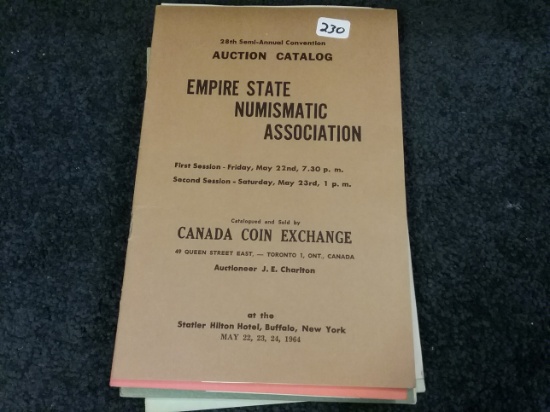 230
28th Semi-Annual Convention
AUCTION CATALOG
EMPIRE STATE
NUMISMATIC
ASSOCIATION
First Session - Friday, May 22nd, 7.30 p. m.
Second Session - Saturday, May 23rd, 1 p. m.
Catalogued and Sold by
CANADA COIN EXCHANGE
49 QUEEN STREET EAST, — TORONTO 1, ONT., CANADA
Auctioneer J. E. Charlton
at the
Statler Hilton Hotel, Buffalo, New York
MAY 22, 23, 24, 1964